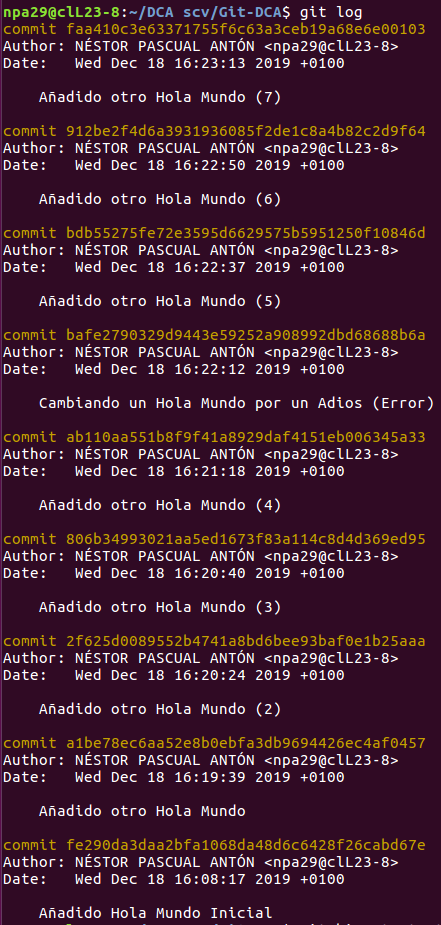 npa29@clL23-8:~/DCA scv/Git-DCA$ git log
commit faa410c3e63371755f6c63a3ceb19a68e6e00103
Author: NÉSTOR PASCUAL ANTÓN <npa29@clL23-8>
Date:   Wed Dec 18 16:23:13 2019 +0100
Añadido otro Hola Mundo (7)
commit 912be2f4d6a3931936085f2de1c8a4b82c2d9f64
Author: NÉSTOR PASCUAL ANTÓN <npa29@clL23-8>
Date:   Wed Dec 18 16:22:50 2019 +0100
Añadido otro Hola Mundo (6)
commit bdb55275fe72e3595d6629575b5951250f10846d
Author: NÉSTOR PASCUAL ANTÓN <npa29@clL23-8>
Date:   Wed Dec 18 16:22:37 2019 +0100
Añadido otro Hola Mundo (5)
commit bafe2790329d9443e59252a908992dbd68688b6a
Author: NÉSTOR PASCUAL ANTÓN <npa29@clL23-8>
Date:   Wed Dec 18 16:22:12 2019 +0100
Cambiando un Hola Mundo por un Adios (Error)
commit ab110aa551b8f9f41a8929daf4151eb006345a33
Author: NÉSTOR PASCUAL ANTÓN <npa29@clL23-8>
Date:   Wed Dec 18 16:21:18 2019 +0100
Añadido otro Hola Mundo (4)
commit 806b34993021aa5ed1673f83a114c8d4d369ed95
Author: NÉSTOR PASCUAL ANTÓN <npa29@clL23-8>
Date:   Wed Dec 18 16:20:40 2019 +0100
Añadido otro Hola Mundo (3)
commit 2f625d0089552b4741a8bd6bee93baf0e1b25aaa
Author: NÉSTOR PASCUAL ANTÓN <npa29@clL23-8>
Date:   Wed Dec 18 16:20:24 2019 +0100
Añadido otro Hola Mundo (2)
commit a1be78ec6aa52e8b0ebfa3db9694426ec4af0457
Author: NÉSTOR PASCUAL ANTÓN <npa29@clL23-8>
Date:   Wed Dec 18 16:19:39 2019 +0100
Añadido otro Hola Mundo
commit fe290da3daa2bfa1068da48d6c6428f26cabd67e
Author: NÉSTOR PASCUAL ANTÓN <npa29@clL23-8>
Date:   Wed Dec 18 16:08:17 2019 +0100
Añadido Hola Mundo Inicial